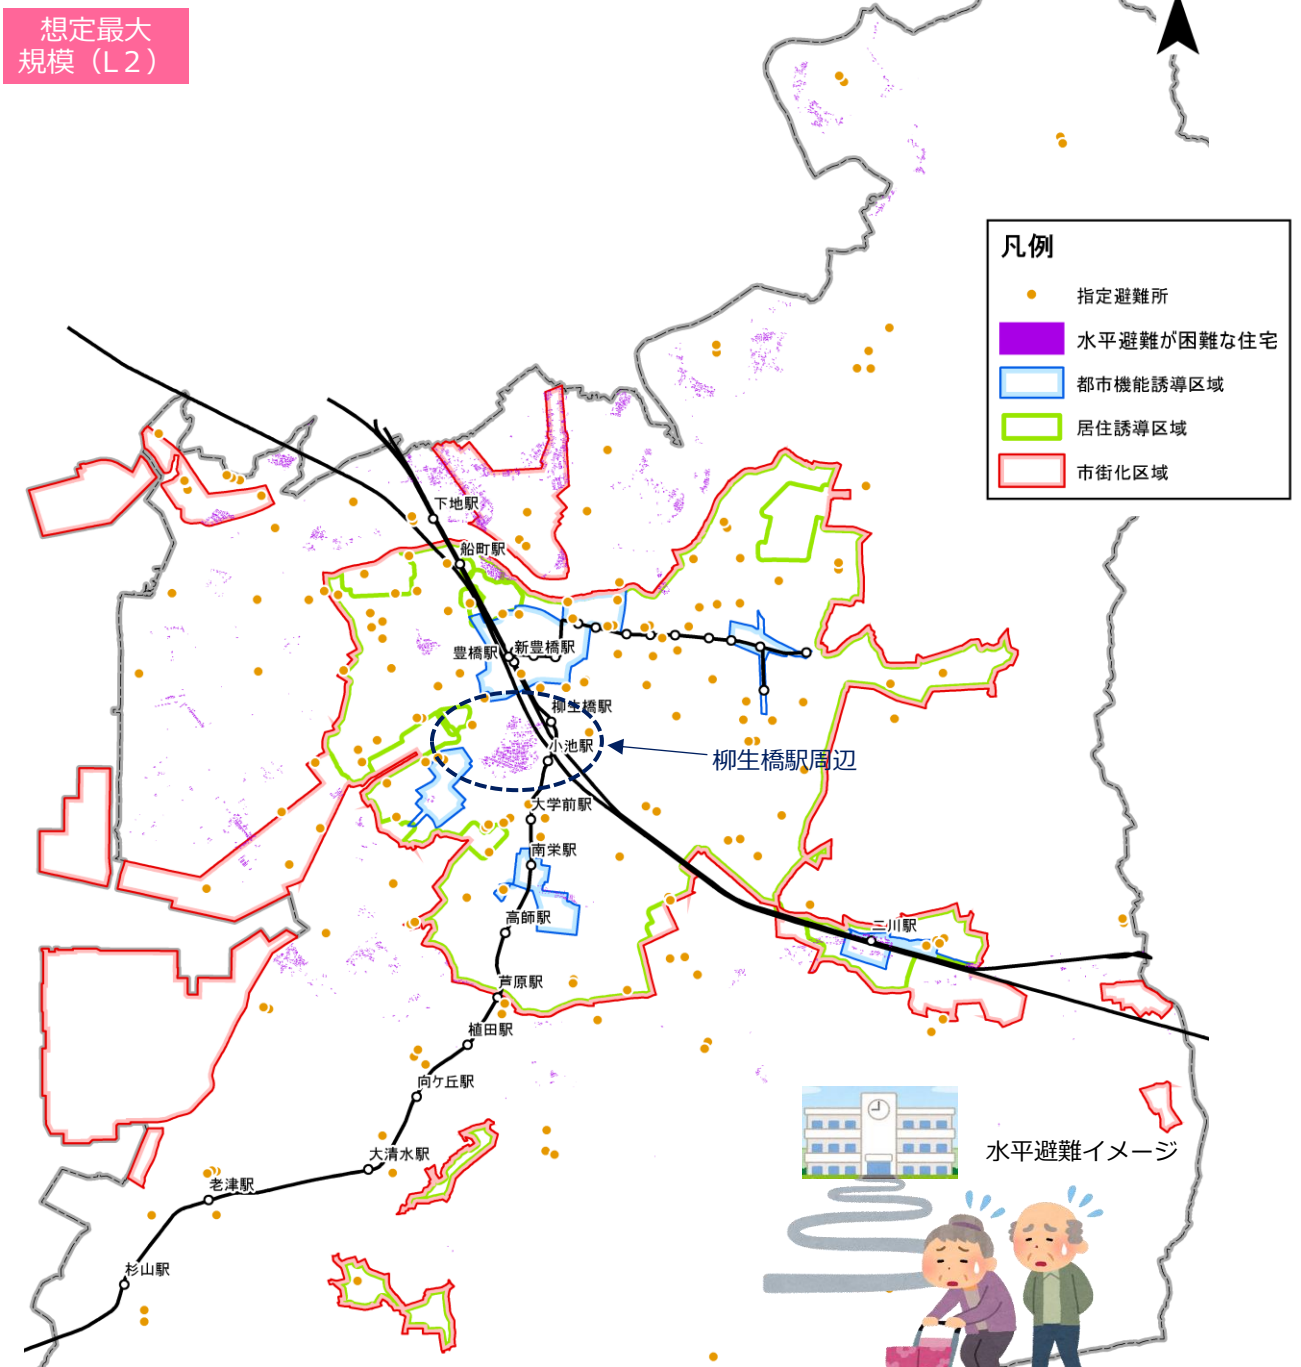 想定最大
規模（L２）
凡例
指定避難所
水平避難が困難な住宅
都市機能誘導区域
居住誘導区域
市街化区域
下地駅
船町駅
豊橋駅
新豊橋駅
柳生橋駅
小池駅
柳生橋駅周辺
大学前駅
南栄駅
高師駅
二川駅
芦原駅
植田駅
向ケ丘駅
大清水駅
老津駅
杉山駅
水平避難イメージ